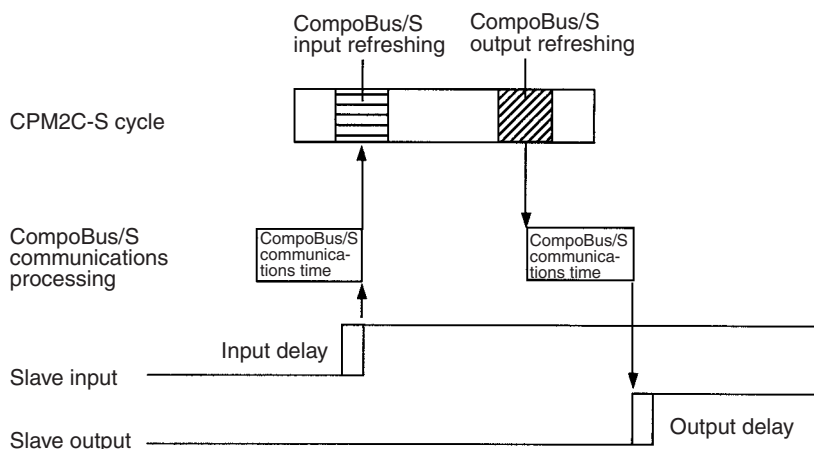 CompoBus/S
input refreshing
CompoBus/S
output refreshing
CPM2C-S cycle
CompoBus/S
communications
processing
CompoBus/S
communica-
tions time
CompoBus/S
communica-
tions time
Input delay
Slave input
Output delay
Slave output